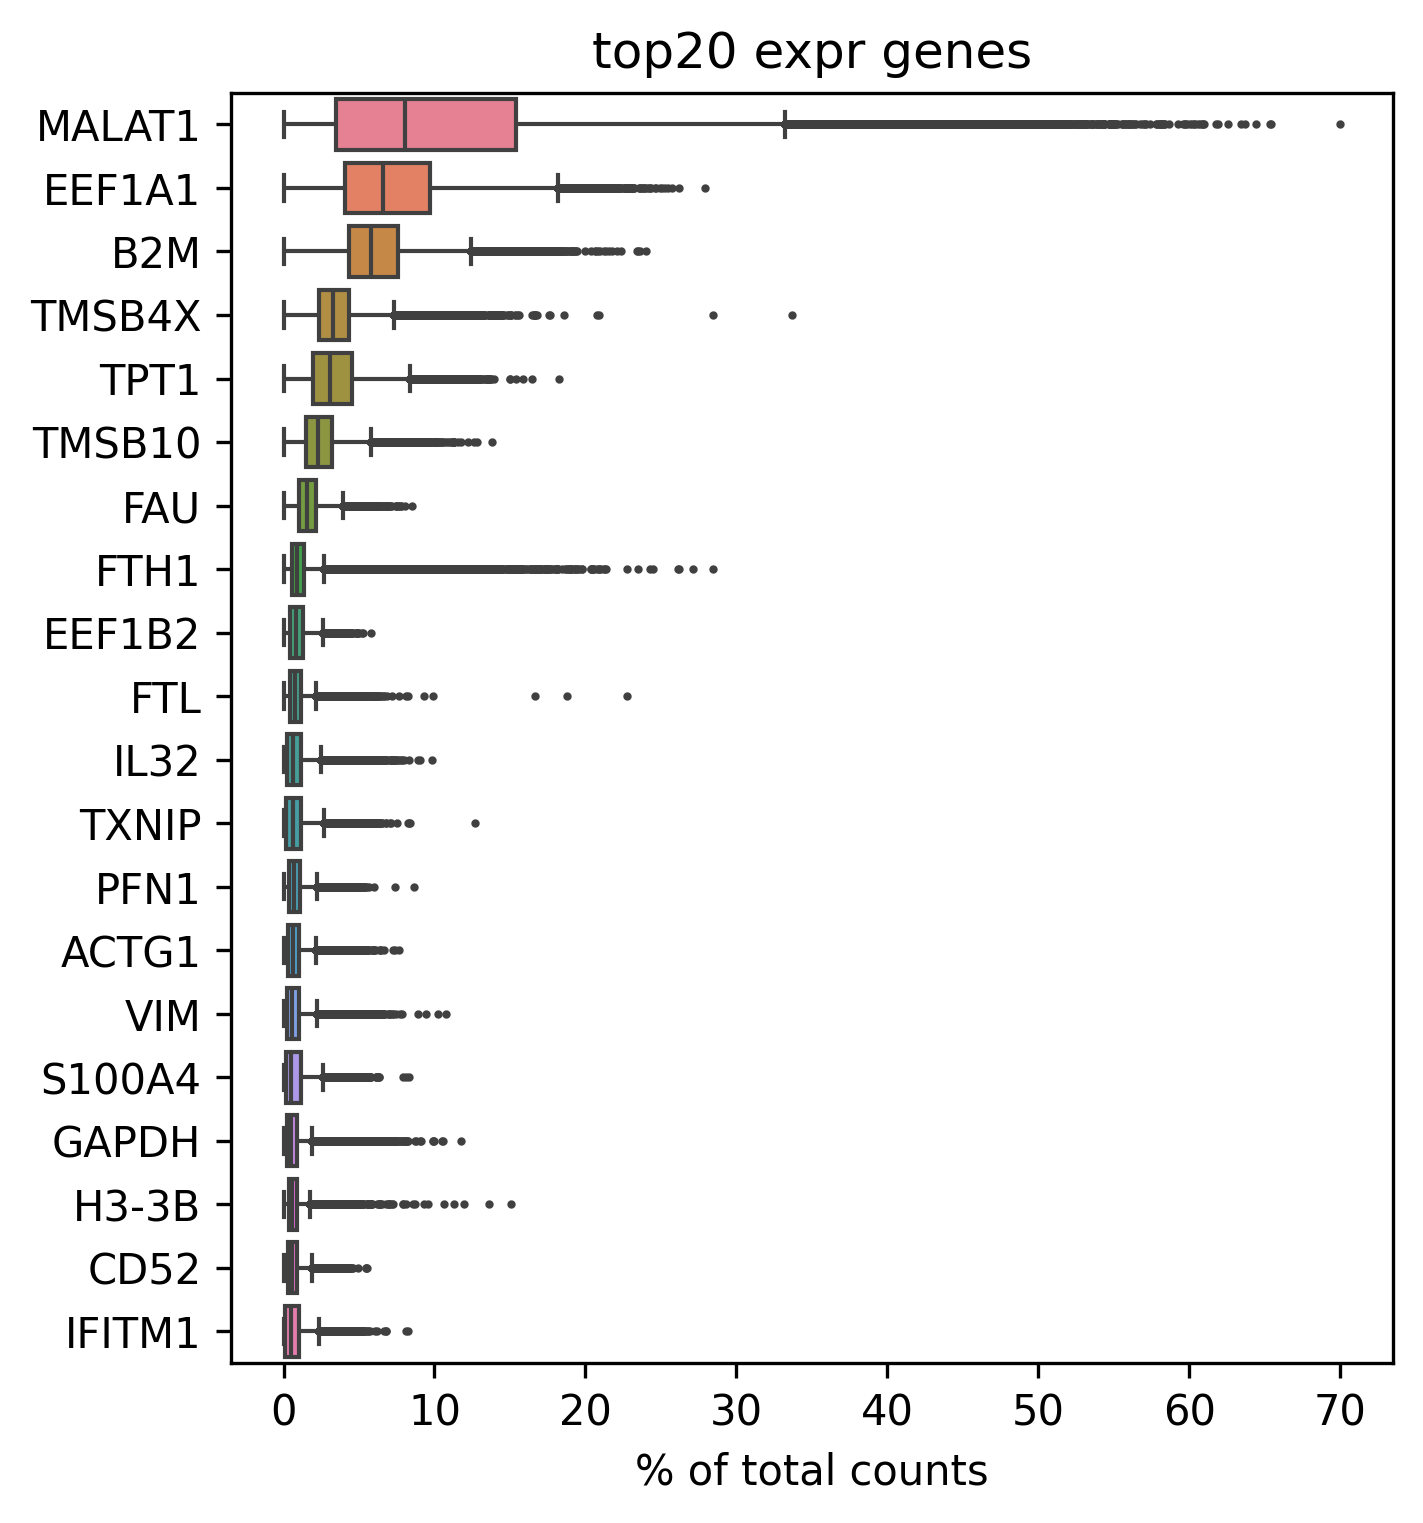 top20 expr genes
MALAT1
EEF1A1
B2M
TMSB4X
TPT1
TMSB10
FAU
FTH1
EEF1B2
FTL
IL32
TXNIP
PFN1
ACTG1
VIM
S100A4
GAPDH
H3-3B
CD52
IFITM1
0 10 20 30 40 50 60 70
% of total counts